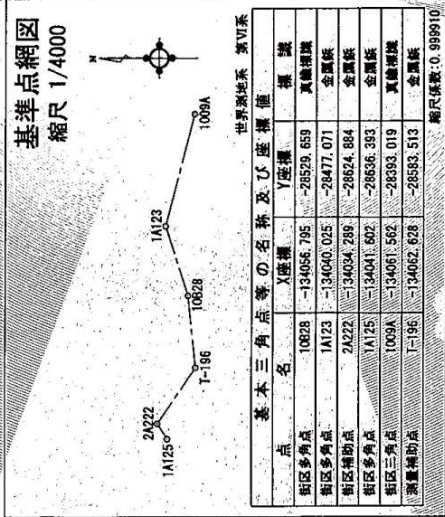 基準点網図
縮尺 1/4000
N
1009A
1A123
10B28
T-196
2A222
1A125
世界測地系 第Ⅵ系
基本三角点等の名称及び座標値
点 名 X座標 Y座標 標識
街区多角点 10B28 -134056.795 -28529.659 真鍮標識
街区多角点 1A123 -134040.025 -28477.071 金属鋲
街区補助点 2A222 -134034.289 -28624.884 金属鋲
街区多角点 1A125 -134041.602 -28636.393 金属鋲
街区三角点 1009A -134061.562 -28393.019 真鍮標識
測量補助点 T-196 -134062.628 -28583.513 金属鋲
縮尺係数:0.999910